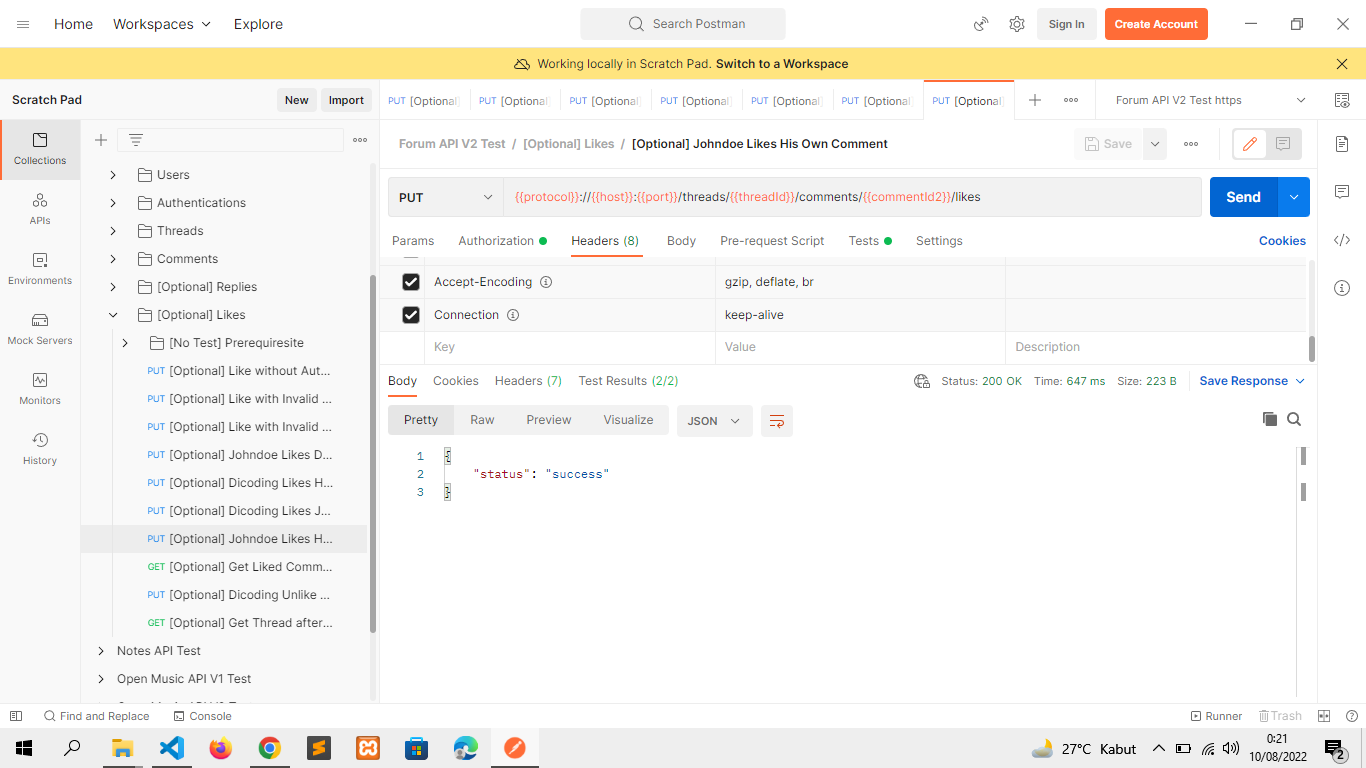 Home Workspaces Explore Search Postman Sign In Create Account
Working locally in Scratch Pad. Switch to a Workspace
Scratch Pad New Import
PUT [Optional PUT [Optional PUT [Optional PUT [Optional PUT [Optional PUT [Optional PUT [Optional Forum API V2 Test https
Collections
APIs
Environments
Mock Servers
Monitors
History
Users
Authentications
Threads
Comments
[Optional] Replies
[Optional] Likes
[No Test] Prerequiresite
PUT [Optional] Like without Aut...
PUT [Optional] Like with Invalid ...
PUT [Optional] Like with Invalid ...
PUT [Optional] Johndoe Likes D...
PUT [Optional] Dicoding Likes H...
PUT [Optional] Dicoding Likes J...
PUT [Optional] Johndoe Likes H...
GET [Optional] Get Liked Comm...
PUT [Optional] Dicoding Unlike ...
GET [Optional] Get Thread after...
Notes API Test
Open Music API V1 Test
Forum API V2 Test / [Optional] Likes / [Optional] Johndoe Likes His Own Comment Save
PUT {{protocol}}://{{host}}:{{port}}/threads/{{threadId}}/comments/{{commentId2}}/likes Send
Params Authorization Headers (8) Body Pre-request Script Tests Settings Cookies
Accept-Encoding gzip, deflate, br
Connection keep-alive
Key Value Description
Body Cookies Headers (7) Test Results (2/2) Status: 200 OK Time: 647 ms Size: 223 B Save Response
Pretty Raw Preview Visualize JSON
1 {
2 "status": "success"
3 }
Find and Replace Console Runner Trash
27°C Kabut 0:21
10/08/2022 2